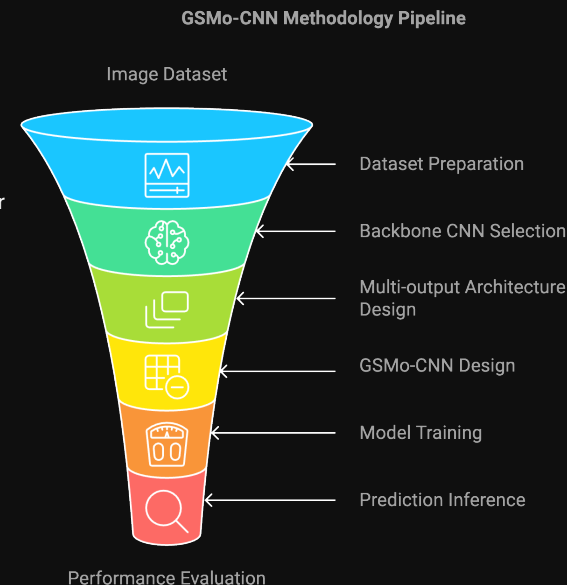 GSMo-CNN Methodology Pipeline
Image Dataset
Dataset Preparation
r
Backbone CNN Selection
Multi-output Architecture
Design
GSMo-CNN Design
Model Training
Prediction Inference
Performance Evaluation